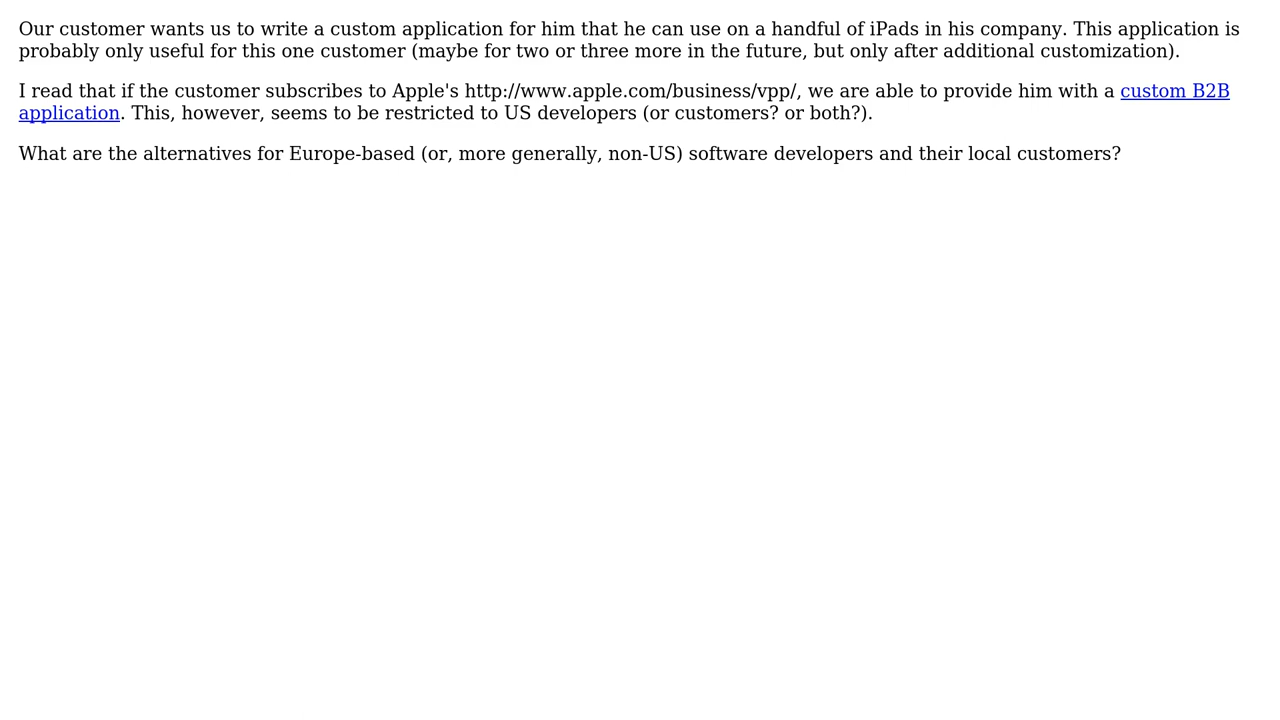 Our customer wants us to write a custom application for him that he can use on a handful of iPads in his company. This application is
probably only useful for this one customer (maybe for two or three more in the future, but only after additional customization).
I read that if the customer subscribes to Apple's http://www.apple.com/business/vpp/, we are able to provide him with a custom B2B
application. This, however, seems to be restricted to US developers (or customers? or both?).
What are the alternatives for Europe-based (or, more generally, non-US) software developers and their local customers?